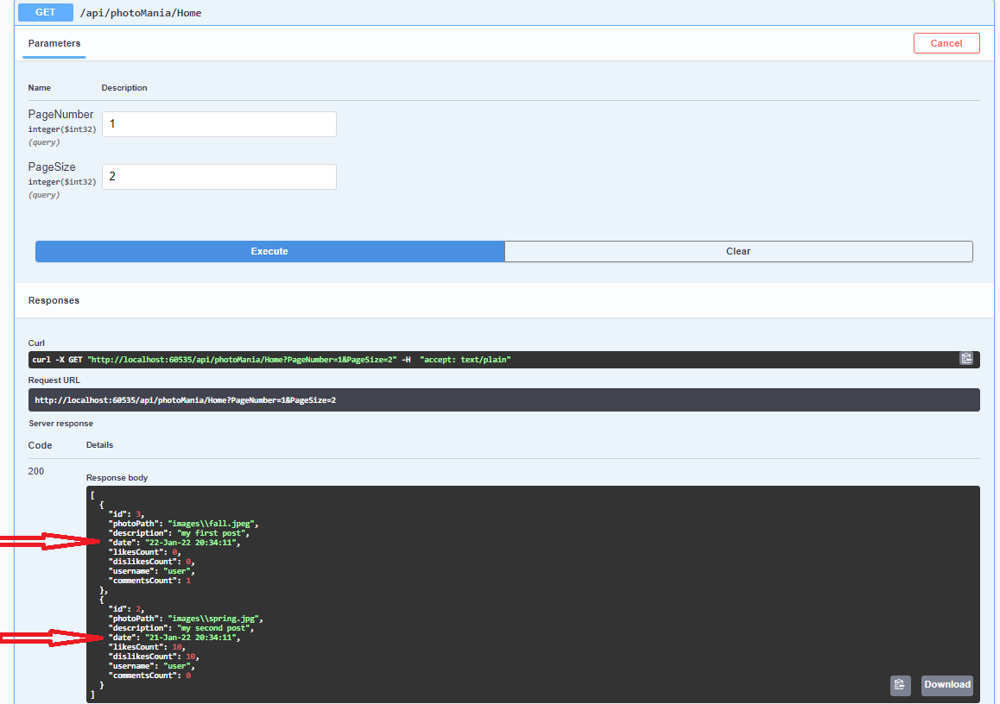 GET /api/photoMania/Home
Parameters
Cancel
Name Description
PageNumber
integer($int32)
(query)
1
PageSize
integer($int32)
(query)
2
Execute
Clear
Responses
Curl
curl -X GET "http://localhost:60535/api/photoMania/Home?PageNumber=1&PageSize=2" -H  "accept: text/plain"
Request URL
http://localhost:60535/api/photoMania/Home?PageNumber=1&PageSize=2
Server response
Code Details
200
Response body
[
  {
    "id": 3,
    "photoPath": "images\\fall.jpeg",
    "description": "my first post",
    "date": "22-Jan-22 20:34:11",
    "likesCount": 0,
    "dislikesCount": 0,
    "username": "user",
    "commentsCount": 1
  },
  {
    "id": 2,
    "photoPath": "images\\spring.jpg",
    "description": "my second post",
    "date": "21-Jan-22 20:34:11",
    "likesCount": 10,
    "dislikesCount": 10,
    "username": "user",
    "commentsCount": 0
  }
]
Download